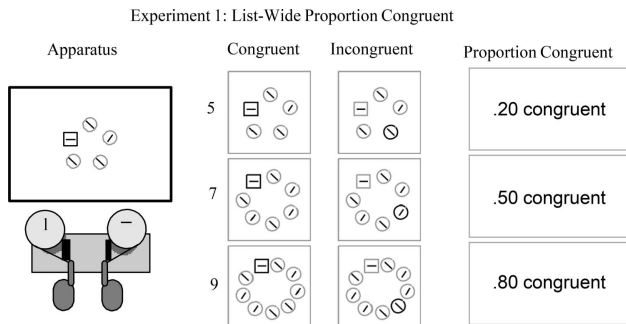 Experiment 1: List-Wide Proportion Congruent
Apparatus
Congruent
Incongruent
Proportion Congruent
5
.20 congruent
7
.50 congruent
9
.80 congruent
1